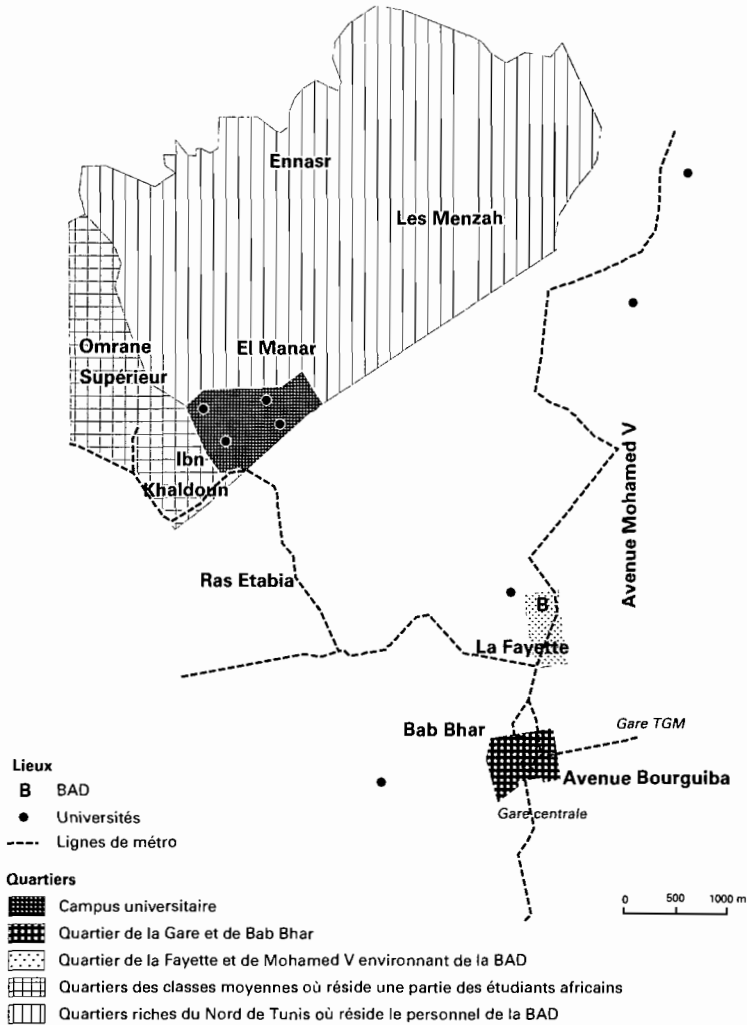 Ennasr
Les Menzah
Omrane
Supérieur
El Manar
Ibn
Khaldoun
Avenue Mohamed V
Ras Etabia
B
La Fayette
Bab Bhar
Gare TGM
Avenue Bourguiba
Gare centrale
Lieux
B BAD
Universités
Lignes de métro
Quartiers
Campus universitaire
Quartier de la Gare et de Bab Bhar
Quartier de la Fayette et de Mohamed V environnant de la BAD
Quartiers des classes moyennes où réside une partie des étudiants africains
Quartiers riches du Nord de Tunis où réside le personnel de la BAD
0 500 1000 m